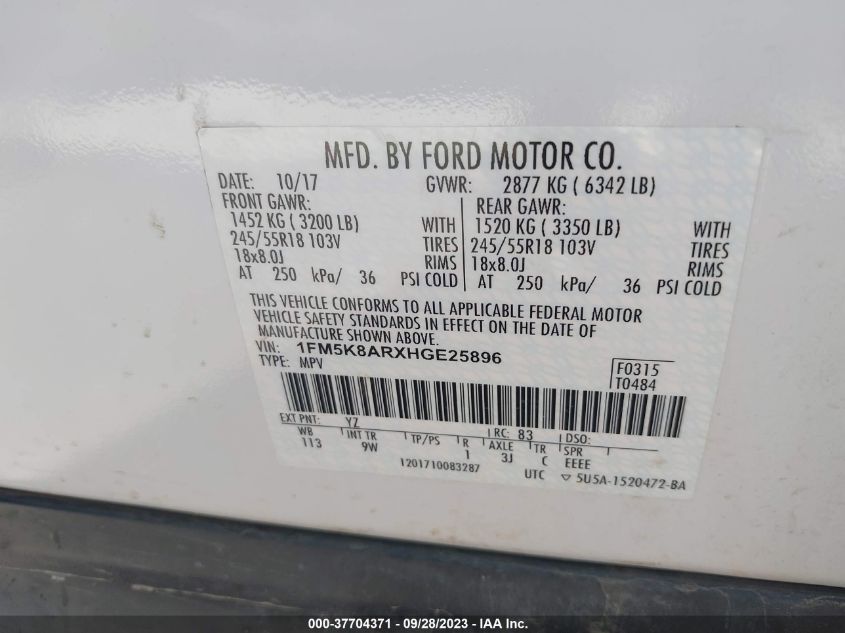 MFD. BY FORD MOTOR CO.
DATE: 10/17 GVWR: 2877 KG ( 6342 LB)
FRONT GAWR: REAR GAWR:
1452 KG ( 3200 LB) WITH 1520 KG ( 3350 LB) WITH
245/55R18 103V TIRES 245/55R18 103V TIRES
18x8.0J RIMS 18x8.0J RIMS
AT 250 kPa/ 36 PSI COLD AT 250 kPa/ 36 PSI COLD
THIS VEHICLE CONFORMS TO ALL APPLICABLE FEDERAL MOTOR
VEHICLE SAFETY STANDARDS IN EFFECT ON THE DATE OF
MANUFACTURE SHOWN ABOVE.
VIN: 1FM5K8ARXHGE25896 F0315
TYPE: MPV T0484
EXT PNT: YZ RC: 83 DSO:
WB INT TR TP/PS R AXLE TR SPR
113 9W 1 3J C EEEE
1201710083287 UTC ▽ 5U5A-1520472-BA
000-37704371 - 09/28/2023 - IAAI.com